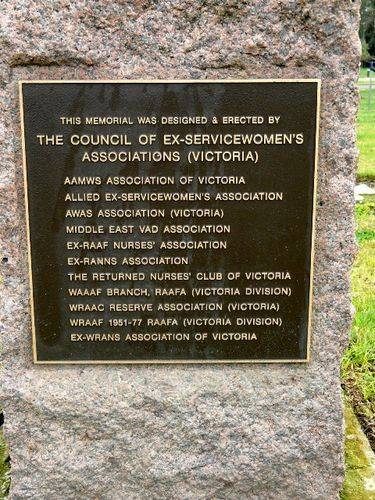 THIS MEMORIAL WAS DESIGNED & ERECTED BY
THE COUNCIL OF EX-SERVICEWOMEN'S
ASSOCIATIONS (VICTORIA)
AAMWS ASSOCIATION OF VICTORIA
ALLIED EX-SERVICEWOMEN'S ASSOCIATION
AWAS ASSOCIATION (VICTORIA)
MIDDLE EAST VAD ASSOCIATION
EX-RAAF NURSES' ASSOCIATION
EX-RANNS ASSOCIATION
THE RETURNED NURSES' CLUB OF VICTORIA
WAAAF BRANCH, RAAFA (VICTORIA DIVISION)
WRAAC RESERVE ASSOCIATION (VICTORIA)
WRAAF 1951-77 RAAFA (VICTORIA DIVISION)
EX-WRANS ASSOCIATION OF VICTORIA